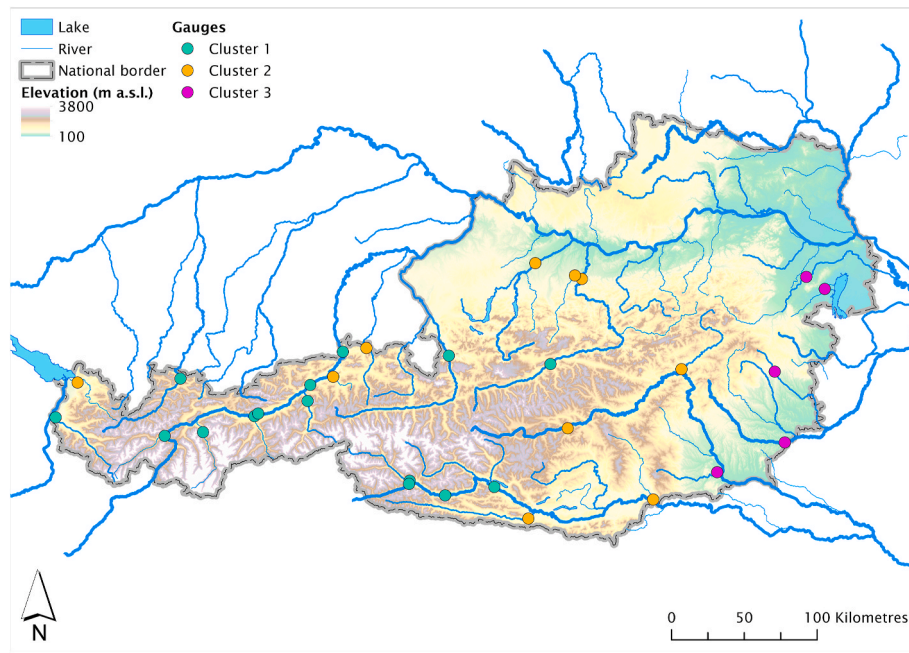 Lake
River
National border
Elevation (m a.s.l.)
3800
100
Gauges
Cluster 1
Cluster 2
Cluster 3
N
0 50 100 Kilometres